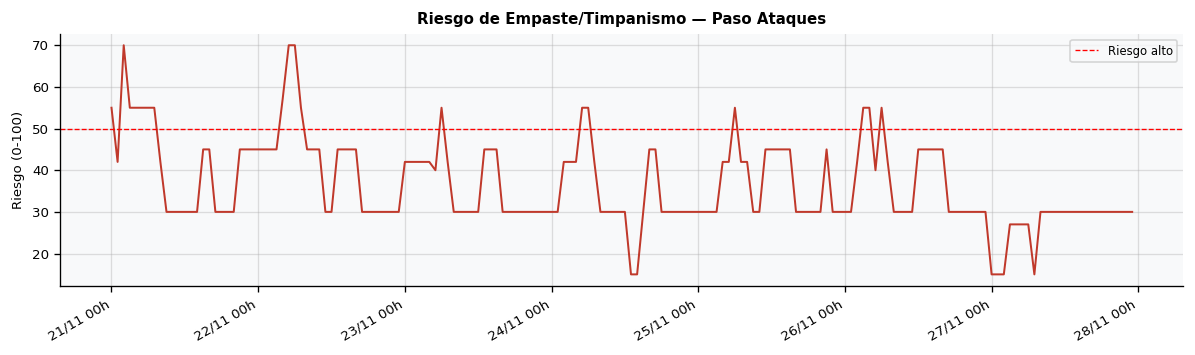 Riesgo de Empaste/Timpanismo — Paso Ataques
Riesgo alto
Riesgo (0-100)
70
60
50
40
30
20
21/11 00h
22/11 00h
23/11 00h
24/11 00h
25/11 00h
26/11 00h
27/11 00h
28/11 00h